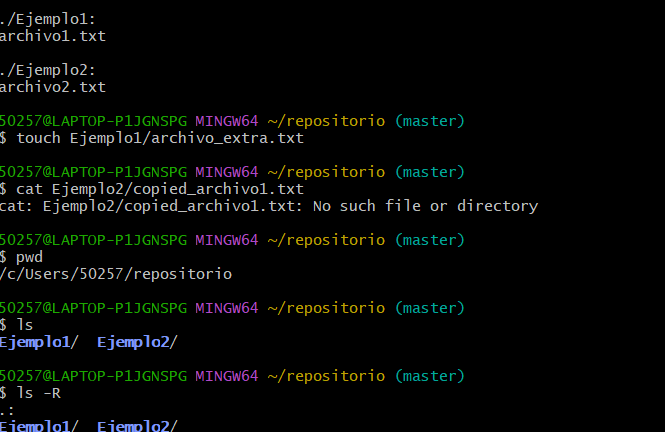 ./Ejemplo1:
archivo1.txt
./Ejemplo2:
archivo2.txt
50257@LAPTOP-P1JGNSPG MINGW64 ~/repositorio (master)
$ touch Ejemplo1/archivo_extra.txt
50257@LAPTOP-P1JGNSPG MINGW64 ~/repositorio (master)
$ cat Ejemplo2/copied_archivo1.txt
cat: Ejemplo2/copied_archivo1.txt: No such file or directory
50257@LAPTOP-P1JGNSPG MINGW64 ~/repositorio (master)
$ pwd
/c/Users/50257/repositorio
50257@LAPTOP-P1JGNSPG MINGW64 ~/repositorio (master)
$ ls
Ejemplo1/  Ejemplo2/
50257@LAPTOP-P1JGNSPG MINGW64 ~/repositorio (master)
$ ls -R
.:
Ejemplo1/  Ejemplo2/